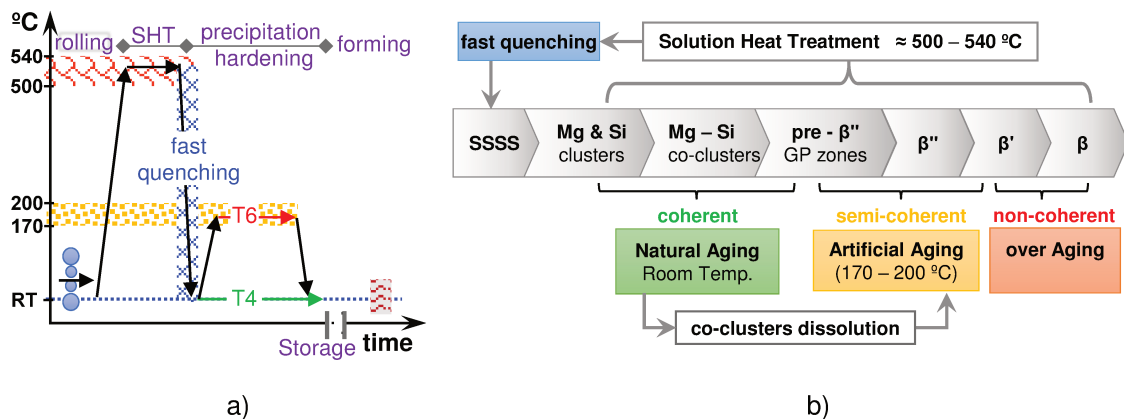 ºC
rolling
SHT
precipitation
hardening
forming
540
500
fast
quenching
200
170
T6
RT
T4
Storage
time
a)
fast quenching
Solution Heat Treatment ≈ 500 – 540 ºC
SSSS
Mg & Si
clusters
Mg – Si
co-clusters
pre - β"
GP zones
β"
β'
β
coherent
semi-coherent
non-coherent
Natural Aging
Room Temp.
Artificial Aging
(170 – 200 ºC)
over Aging
co-clusters dissolution
b)